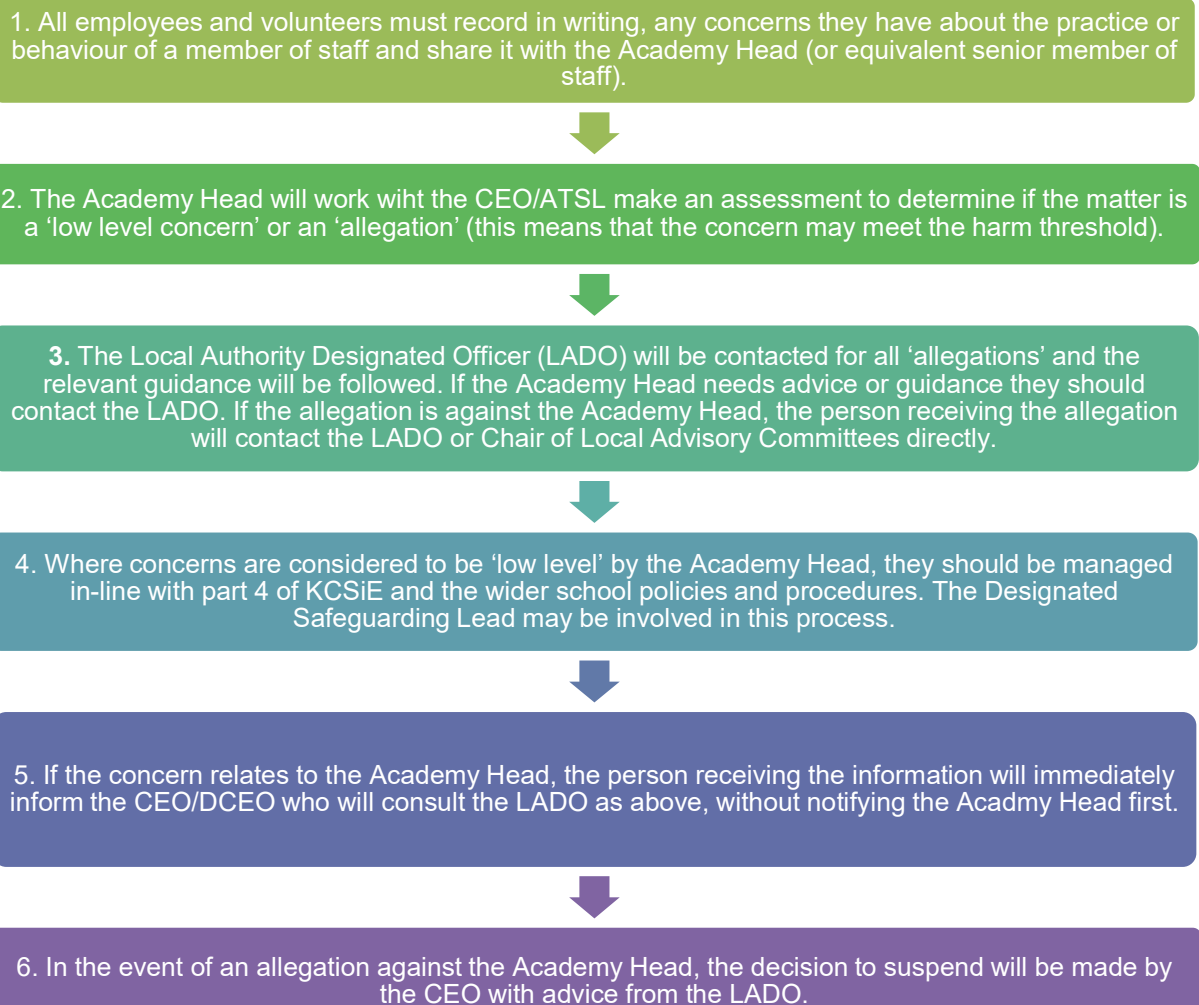 1. All employees and volunteers must record in writing, any concerns they have about the practice or
behaviour of a member of staff and share it with the Academy Head (or equivalent senior member of
staff).
2. The Academy Head will work wiht the CEO/ATSL make an assessment to determine if the matter is
a ‘low level concern’ or an ‘allegation’ (this means that the concern may meet the harm threshold).
3. The Local Authority Designated Officer (LADO) will be contacted for all ‘allegations’ and the
relevant guidance will be followed. If the Academy Head needs advice or guidance they should
contact the LADO. If the allegation is against the Academy Head, the person receiving the allegation
will contact the LADO or Chair of Local Advisory Committees directly.
4. Where concerns are considered to be ‘low level’ by the Academy Head, they should be managed
in-line with part 4 of KCSiE and the wider school policies and procedures. The Designated
Safeguarding Lead may be involved in this process.
5. If the concern relates to the Academy Head, the person receiving the information will immediately
inform the CEO/DCEO who will consult the LADO as above, without notifying the Acadmy Head first.
6. In the event of an allegation against the Academy Head, the decision to suspend will be made by
the CEO with advice from the LADO.